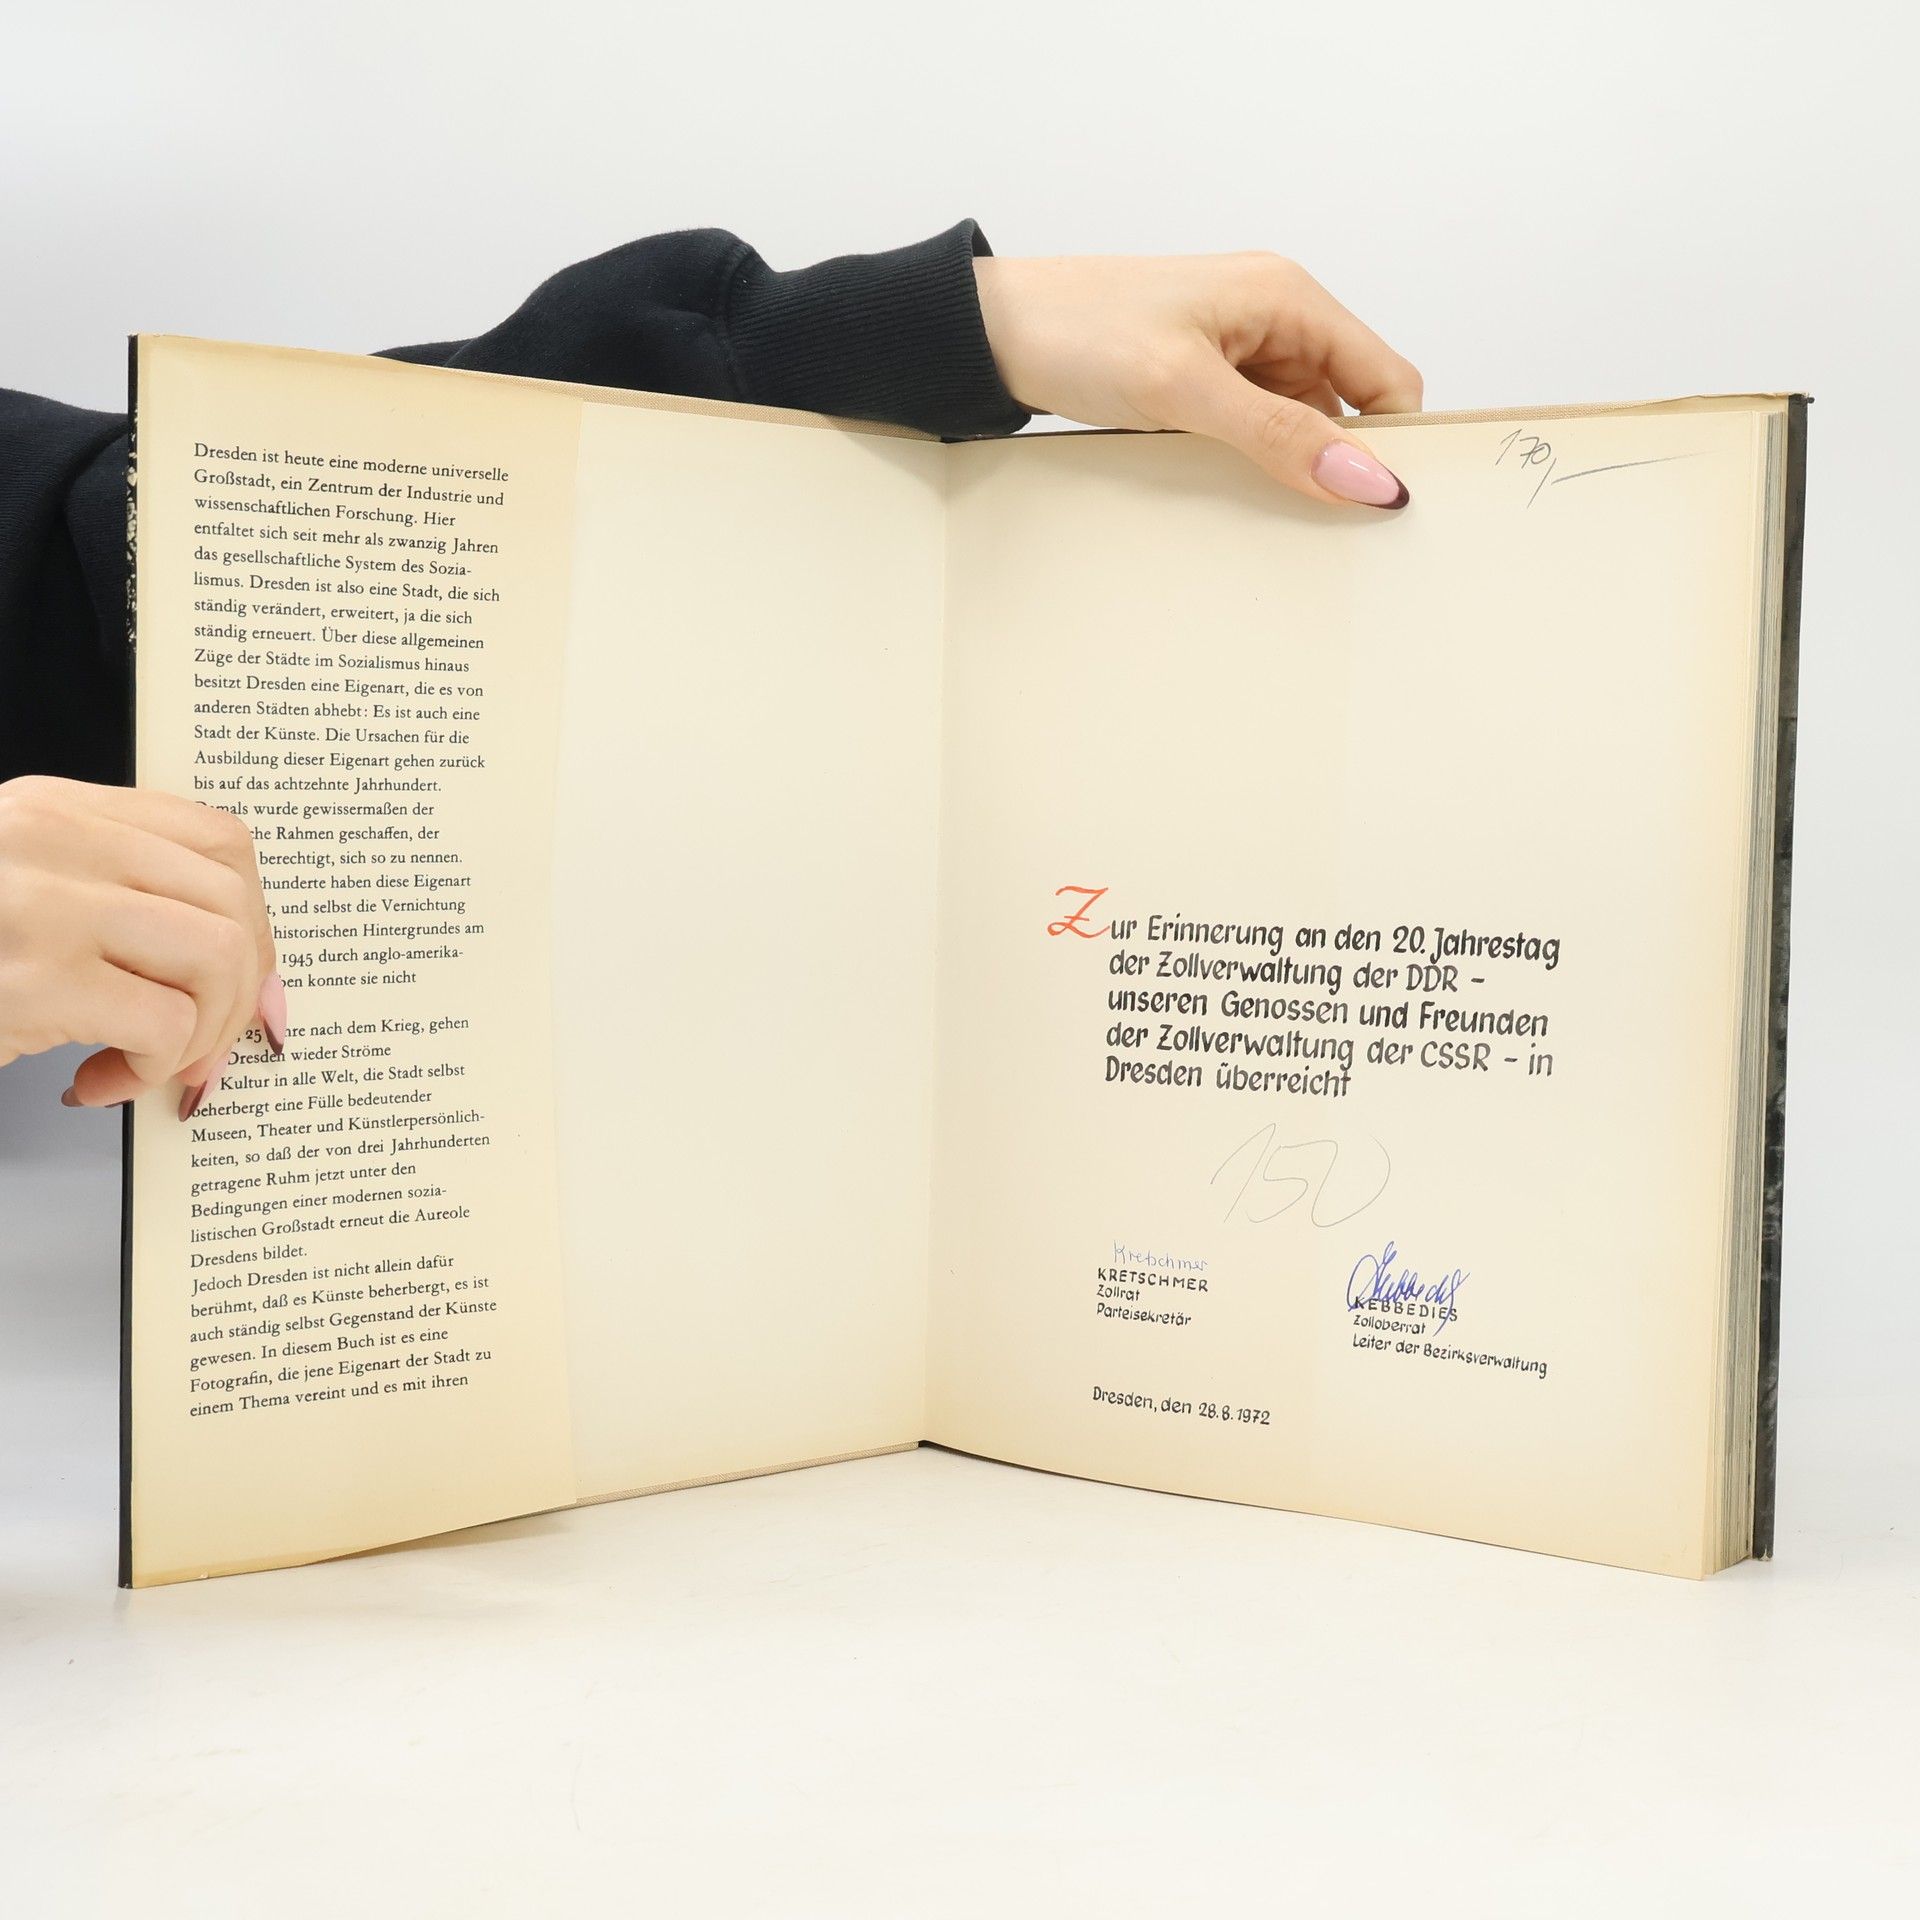 Dresden ist heute eine moderne universelle
Großstadt, ein Zentrum der Industrie und
wissenschaftlichen Forschung. Hier
entfaltet sich seit mehr als zwanzig Jahren
das gesellschaftliche System des Sozia-
lismus. Dresden ist also eine Stadt, die sich
ständig verändert, erweitert, ja die sich
ständig erneuert. Über diese allgemeinen
Züge der Städte im Sozialismus hinaus
besitzt Dresden eine Eigenart, die es von
anderen Städten abhebt: Es ist auch eine
Stadt der Künste. Die Ursachen für die
Ausbildung dieser Eigenart gehen zurück
bis auf das achtzehnte Jahrhundert.
Damals wurde gewissermaßen der
Rahmen geschaffen, der
berechtigt, sich so zu nennen.
haben diese Eigenart
und selbst die Vernichtung
historischen Hintergrundes am
1945 durch anglo-amerika-
konnte sie nicht
25 Jahre nach dem Krieg, gehen
Dresden wieder Ströme
Kultur in alle Welt, die Stadt selbst
beherbergt eine Fülle bedeutender
Museen, Theater und Künstlerpersönlich-
keiten, so daß der von drei Jahrhunderten
getragene Ruhm jetzt unter den
Bedingungen einer modernen sozia-
listischen Großstadt erneut die Aureole
Dresdens bildet.
Jedoch Dresden ist nicht allein dafür
berühmt, daß es Künste beherbergt, es ist
auch ständig selbst Gegenstand der Künste
gewesen. In diesem Buch ist es eine
Fotografin, die jene Eigenart der Stadt zu
einem Thema vereint und es mit ihren
170,-
Zur Erinnerung an den 20. Jahrestag
der Zollverwaltung der DDR -
unseren Genossen und Freunden
der Zollverwaltung der CSSR - in
Dresden überreicht
150
Kretschmer
KRETSCHMER
Zollrat
Parteisekretär
Kebbedies
KEBBEDIES
Zolloberrat
Leiter der Bezirksverwaltung
Dresden, den 28.8.1972